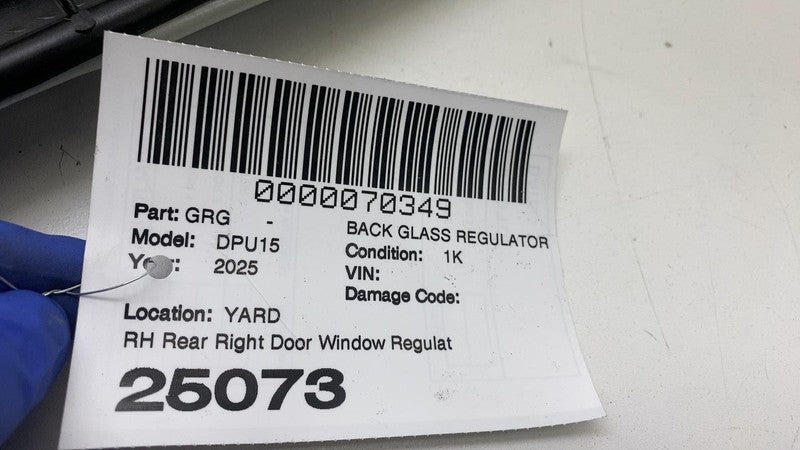 0000070349
Part: GRG -
BACK GLASS REGULATOR
Model: DPU15
Condition: 1K
Year: 2025
VIN:
Damage Code:
Location: YARD
RH Rear Right Door Window Regulat
25073